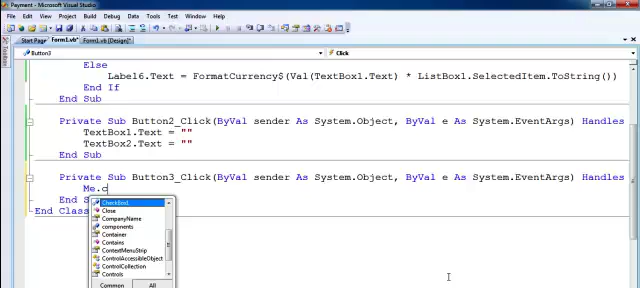 Payment - Microsoft Visual Studio
File Edit View Project Build Debug Data Tools Test Window Help
Start Page Form1.vb* Form1.vb [Design]*
Toolbox
Button3 Click
Else
Label6.Text = FormatCurrency$(Val(TextBox1.Text) * ListBox1.SelectedItem.ToString())
End If
End Sub
Private Sub Button2_Click(ByVal sender As System.Object, ByVal e As System.EventArgs) Handles
TextBox1.Text = ""
TextBox2.Text = ""
End Sub
Private Sub Button3_Click(ByVal sender As System.Object, ByVal e As System.EventArgs) Handles
Me.c
End S
End Clas
CheckBox1
Close
CompanyName
components
Container
Contains
ContextMenuStrip
ControlAccessibleObject
ControlCollection
Controls
Common All